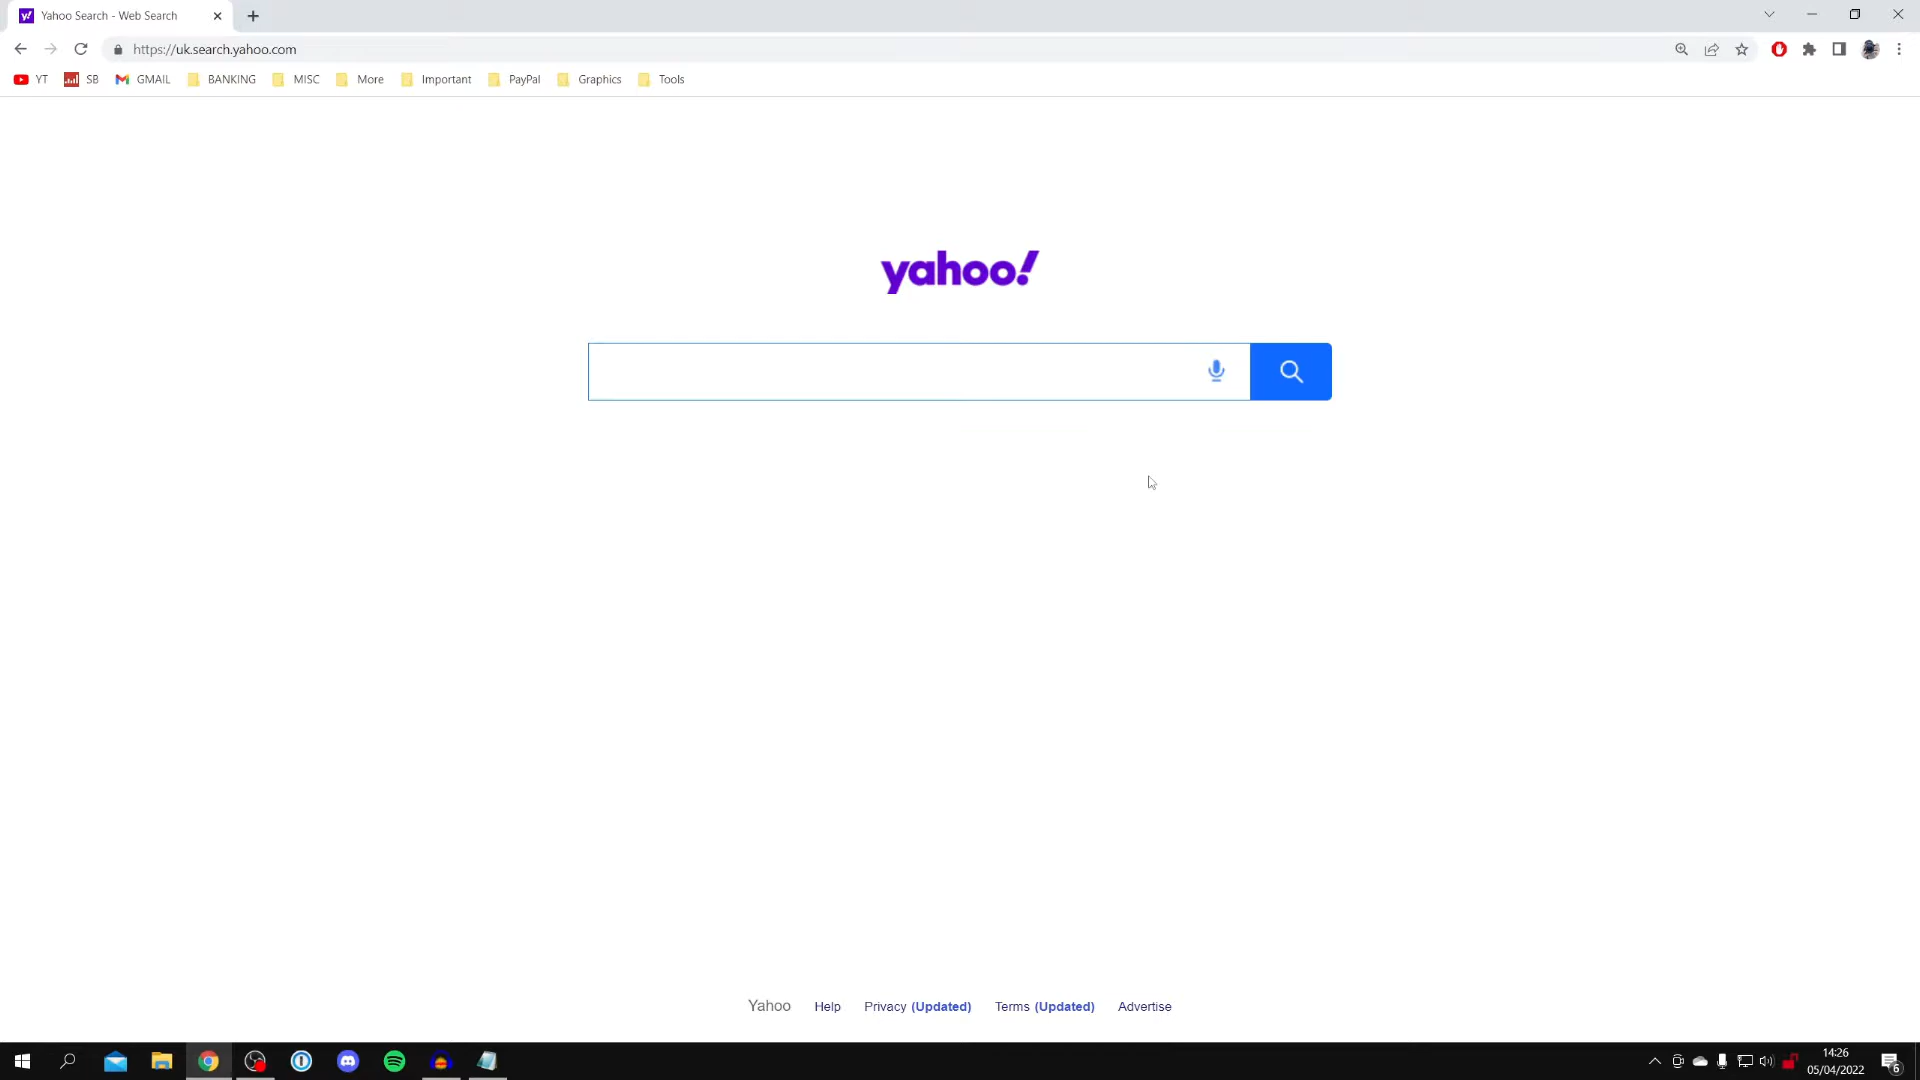 Yahoo Search - Web Search
https://uk.search.yahoo.com
YT SB GMAIL BANKING MISC More Important PayPal Graphics Tools
yahoo!
Yahoo Help Privacy (Updated) Terms (Updated) Advertise
14:26
05/04/2022
6